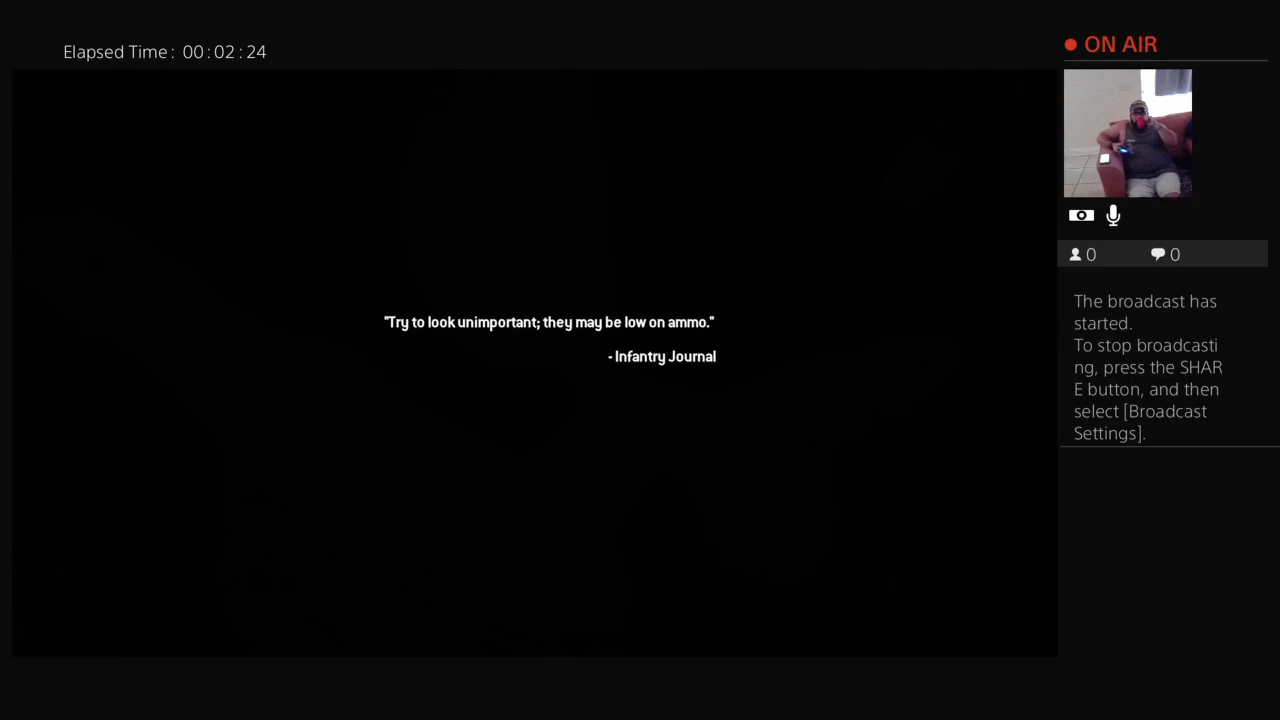 Elapsed Time: 00:02:24
ON AIR
0 0
"Try to look unimportant; they may be low on ammo."
- Infantry Journal
The broadcast has
started.
To stop broadcasti
ng, press the SHAR
E button, and then
select [Broadcast
Settings].